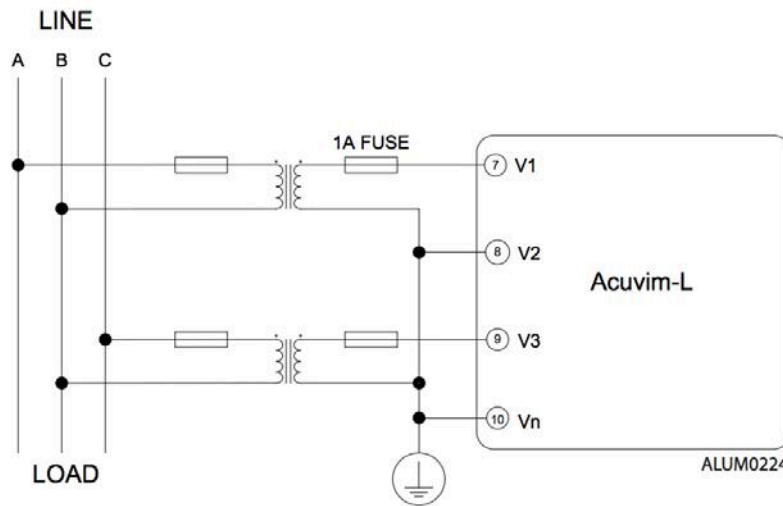 LINE
A B C
1A FUSE
7 V1
8 V2
Acuvim-L
9 V3
10 Vn
LOAD
ALUM0224